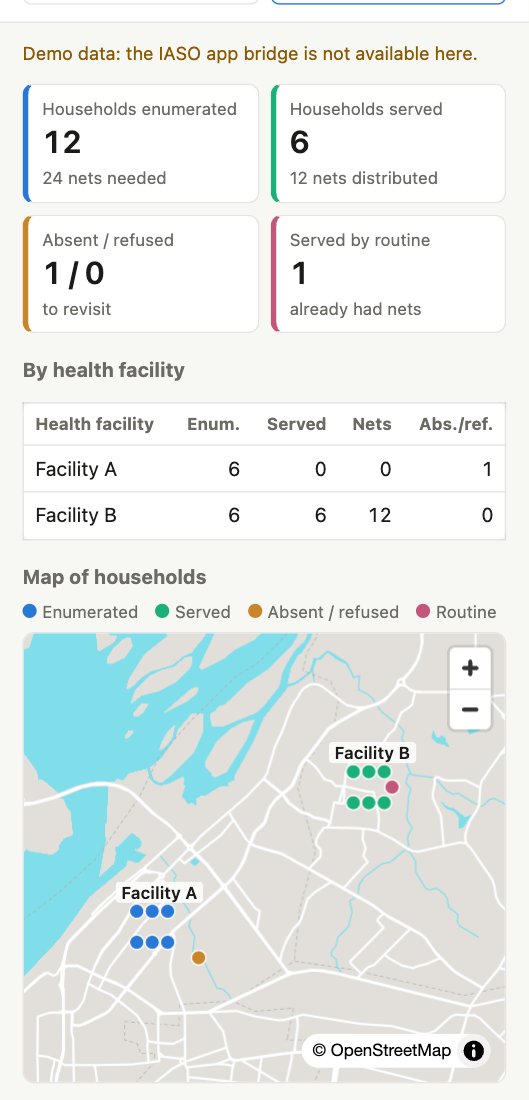 Demo data: the IASO app bridge is not available here.
Households enumerated
12
24 nets needed
Households served
6
12 nets distributed
Absent / refused
1 / 0
to revisit
Served by routine
1
already had nets
By health facility
Health facility Enum. Served Nets Abs./ref.
Facility A 6 0 0 1
Facility B 6 6 12 0
Map of households
Enumerated Served Absent / refused Routine
+
−
Facility B
Facility A
© OpenStreetMap i